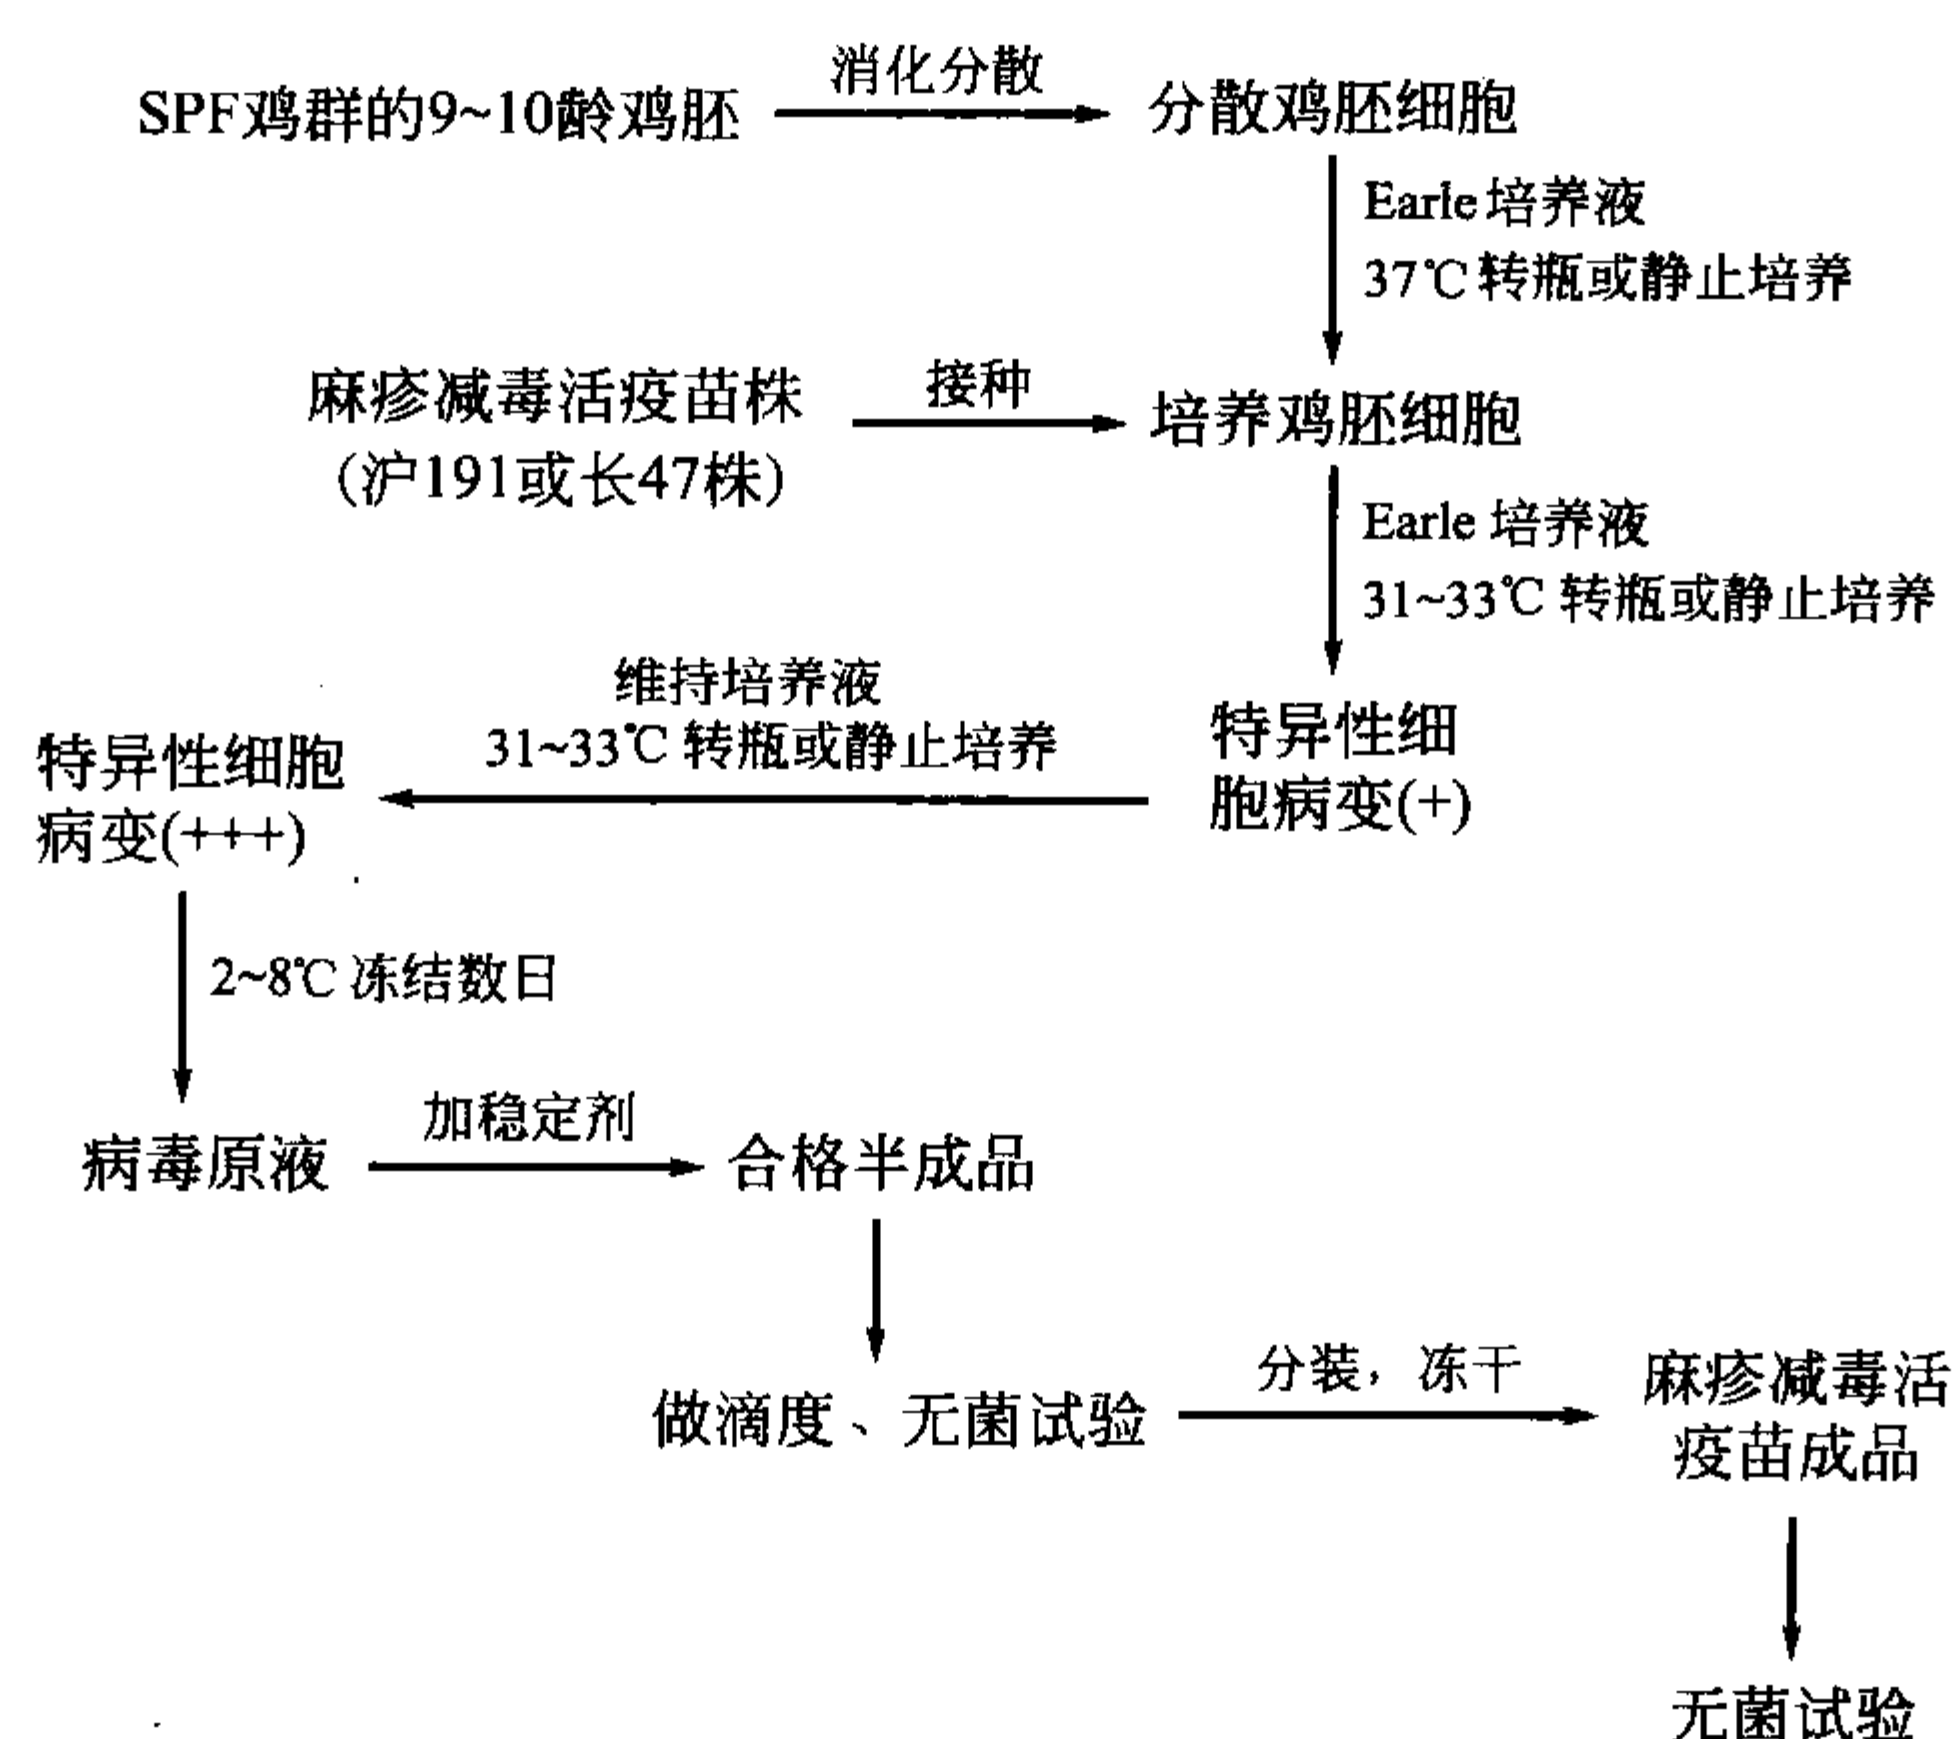 消化分散
SPF鸡群的9~10龄鸡胚
分散鸡胚细胞
Earle 培养液
37℃ 转瓶或静止培养
麻疹减毒活疫苗株
(沪191或长47株)
接种
培养鸡胚细胞
Earle 培养液
31~33℃ 转瓶或静止培养
特异性细
胞病变(+)
维持培养液
31~33℃ 转瓶或静止培养
特异性细胞
病变(+++)
2~8℃ 冻结数日
病毒原液
加稳定剂
合格半成品
做滴度、无菌试验
分装，冻干
麻疹减毒活
疫苗成品
无菌试验